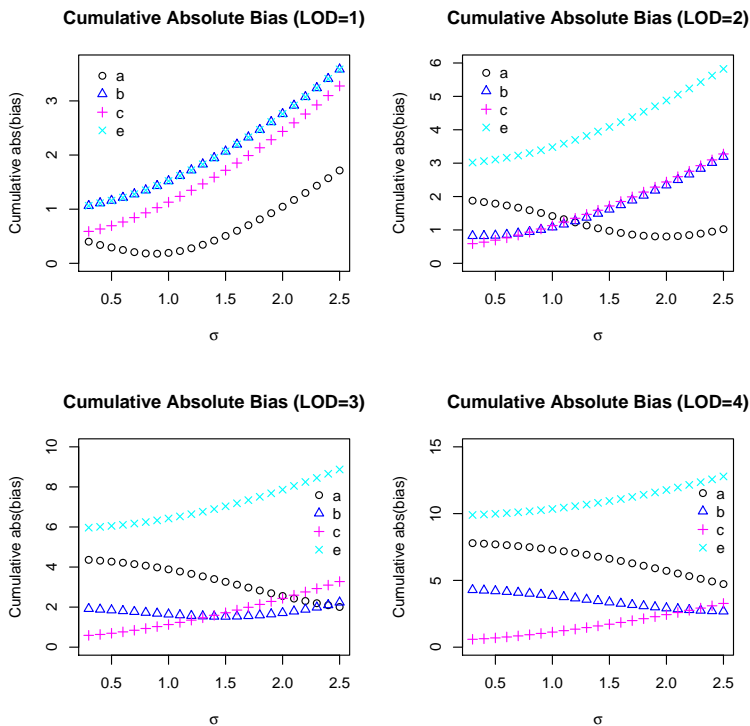 Cumulative Absolute Bias (LOD=1)
Cumulative abs(bias)
0
1
2
3
a
b
c
e
0.5
1.0
1.5
2.0
2.5
σ
Cumulative Absolute Bias (LOD=2)
Cumulative abs(bias)
0
1
2
3
4
5
6
a
b
c
e
0.5
1.0
1.5
2.0
2.5
σ
Cumulative Absolute Bias (LOD=3)
Cumulative abs(bias)
0
2
4
6
8
10
a
b
c
e
0.5
1.0
1.5
2.0
2.5
σ
Cumulative Absolute Bias (LOD=4)
Cumulative abs(bias)
0
5
10
15
a
b
c
e
0.5
1.0
1.5
2.0
2.5
σ